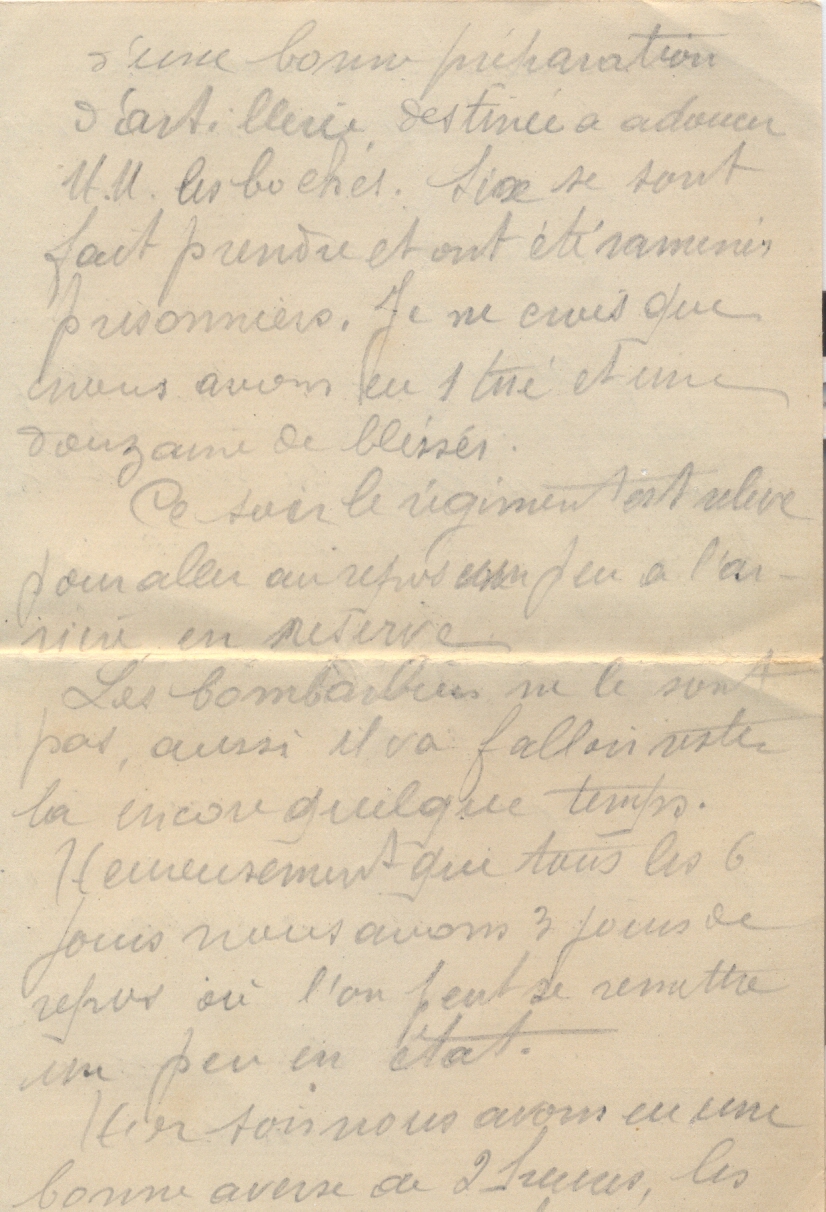 d'une bonne préparation
d'artillerie, destinée a adoucir
M.M. les boches. Six se sont
fait prendre et ont été ramenés
prisonniers. Je ne crois que
nous avons eu 1 tué et une
douzaine de blessés.
Ce soir le régiment est relevé
pour aller au repos un peu a l'ar-
rière en réserve
Les bombardiers ne le sont
pas, aussi il va falloir rester
la encore quelque temps.
Heureusement que tous les 6
jours nous avons 3 jours de
repos où l'on peut se remettre
un peu en état.
Hier soir nous avons eu une
bonne averse de 2 heures, les